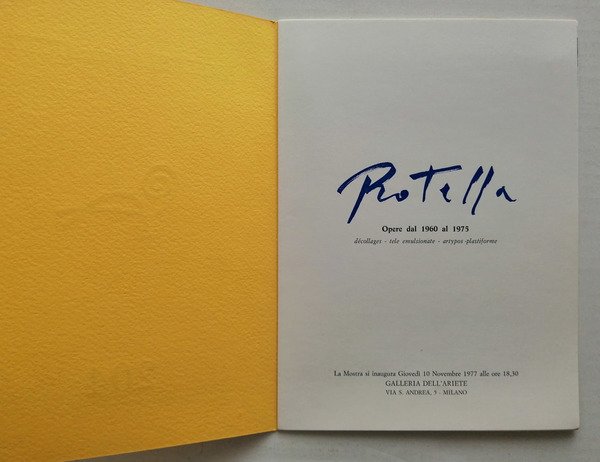 Rotella
Opere dal 1960 al 1975
décollages - tele emulsionate - artypos - plastiforme
La Mostra si inaugura Giovedì 10 Novembre 1977 alle ore 18,30
GALLERIA DELL'ARIETE
VIA S. ANDREA, 5 - MILANO